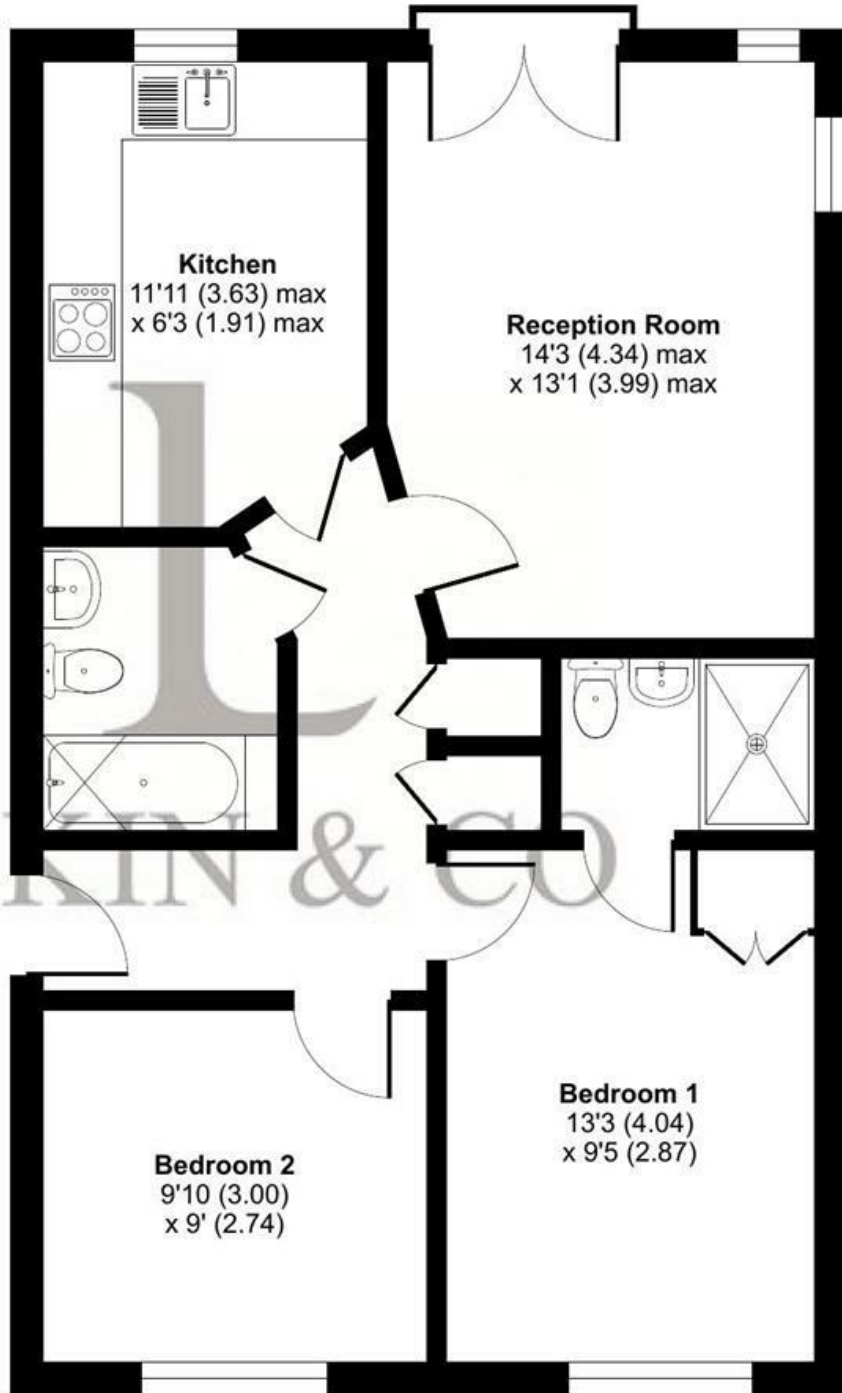 Kitchen
11'11 (3.63) max
x 6'3 (1.91) max
Reception Room
14'3 (4.34) max
x 13'1 (3.99) max
KIN & CO
Bedroom 1
13'3 (4.04)
x 9'5 (2.87)
Bedroom 2
9'10 (3.00)
x 9' (2.74)